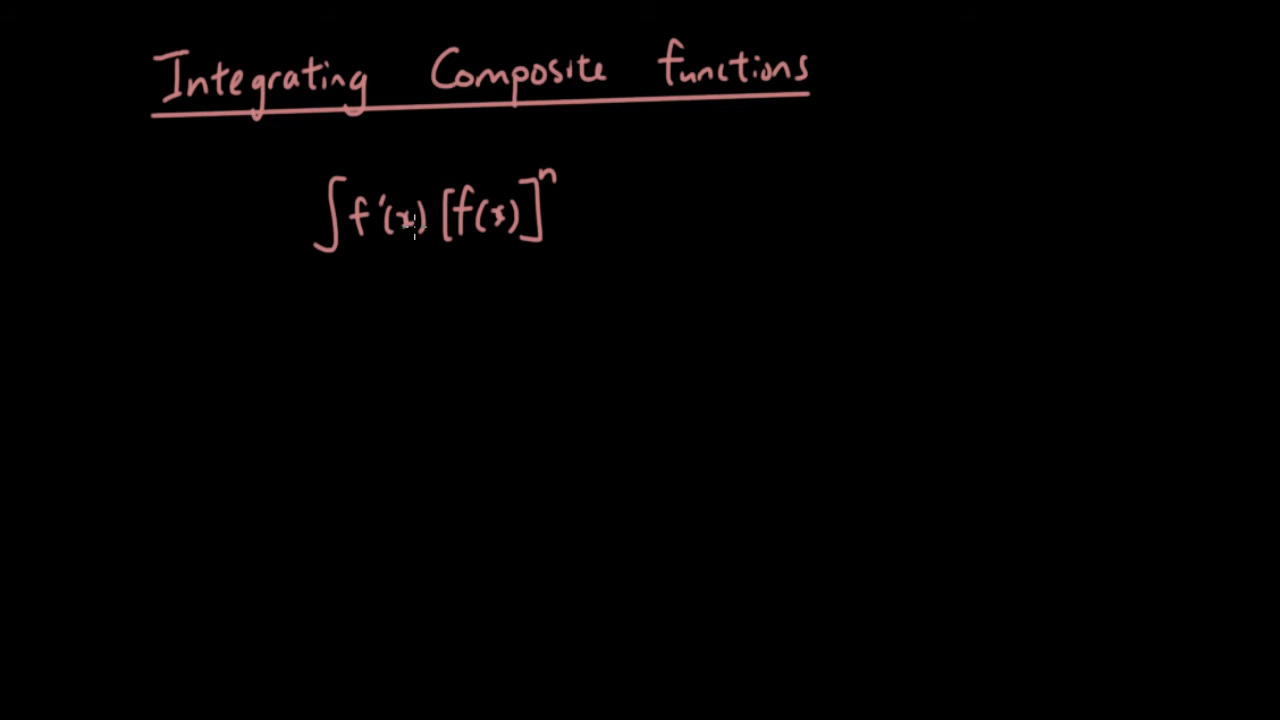 Integrating Composite functions
∫f'(x) [f(x)]ⁿ